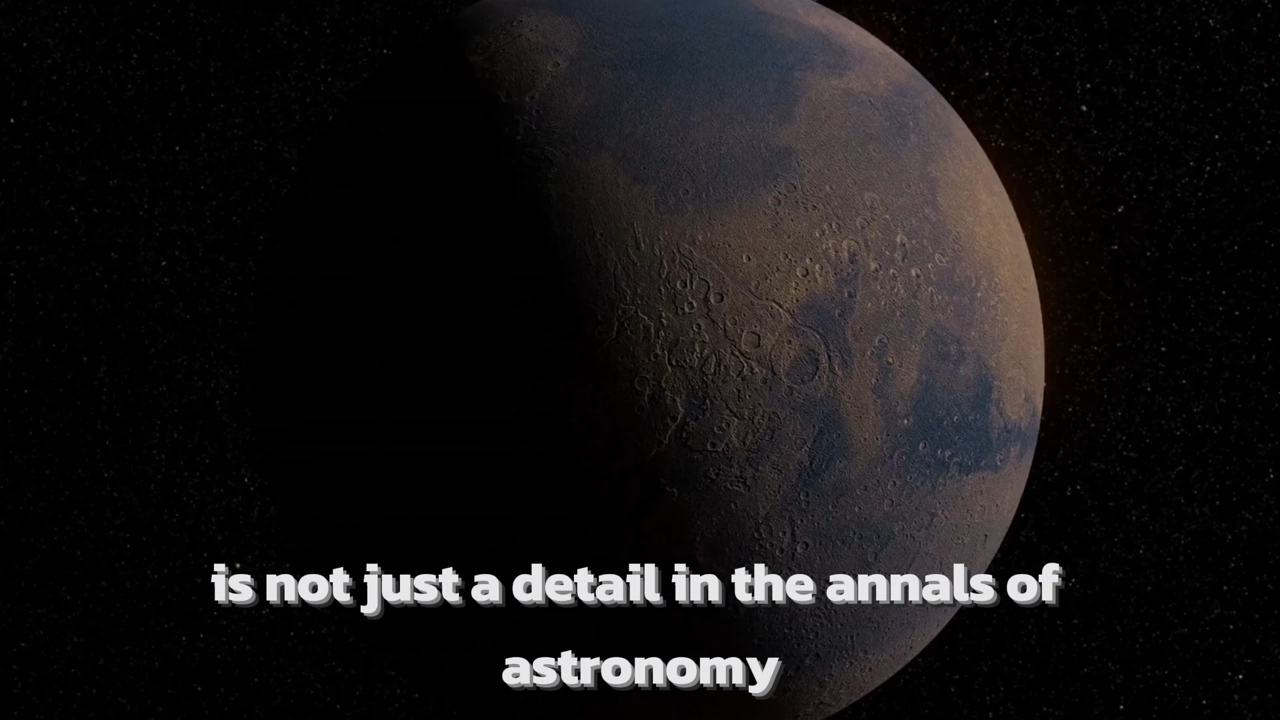 is not just a detail in the annals of
astronomy